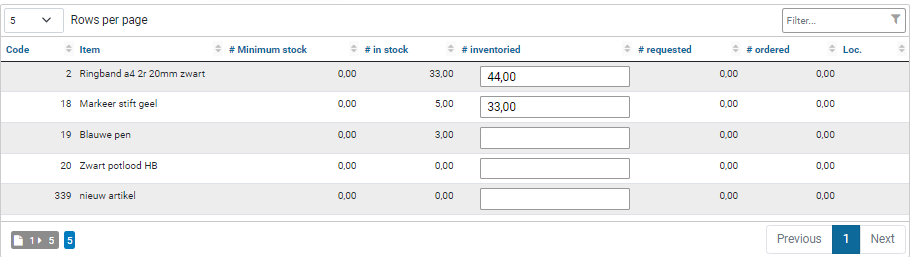 5 Rows per page Filter...
Code Item # Minimum stock # in stock # inventoried # requested # ordered Loc.
2 Ringband a4 2r 20mm zwart 0,00 33,00 44,00 0,00 0,00
18 Markeer stift geel 0,00 5,00 33,00 0,00 0,00
19 Blauwe pen 0,00 3,00 0,00 0,00
20 Zwart potlood HB 0,00 0,00 0,00 0,00
339 nieuw artikel 0,00 0,00 0,00 0,00
1 5 5 Previous 1 Next